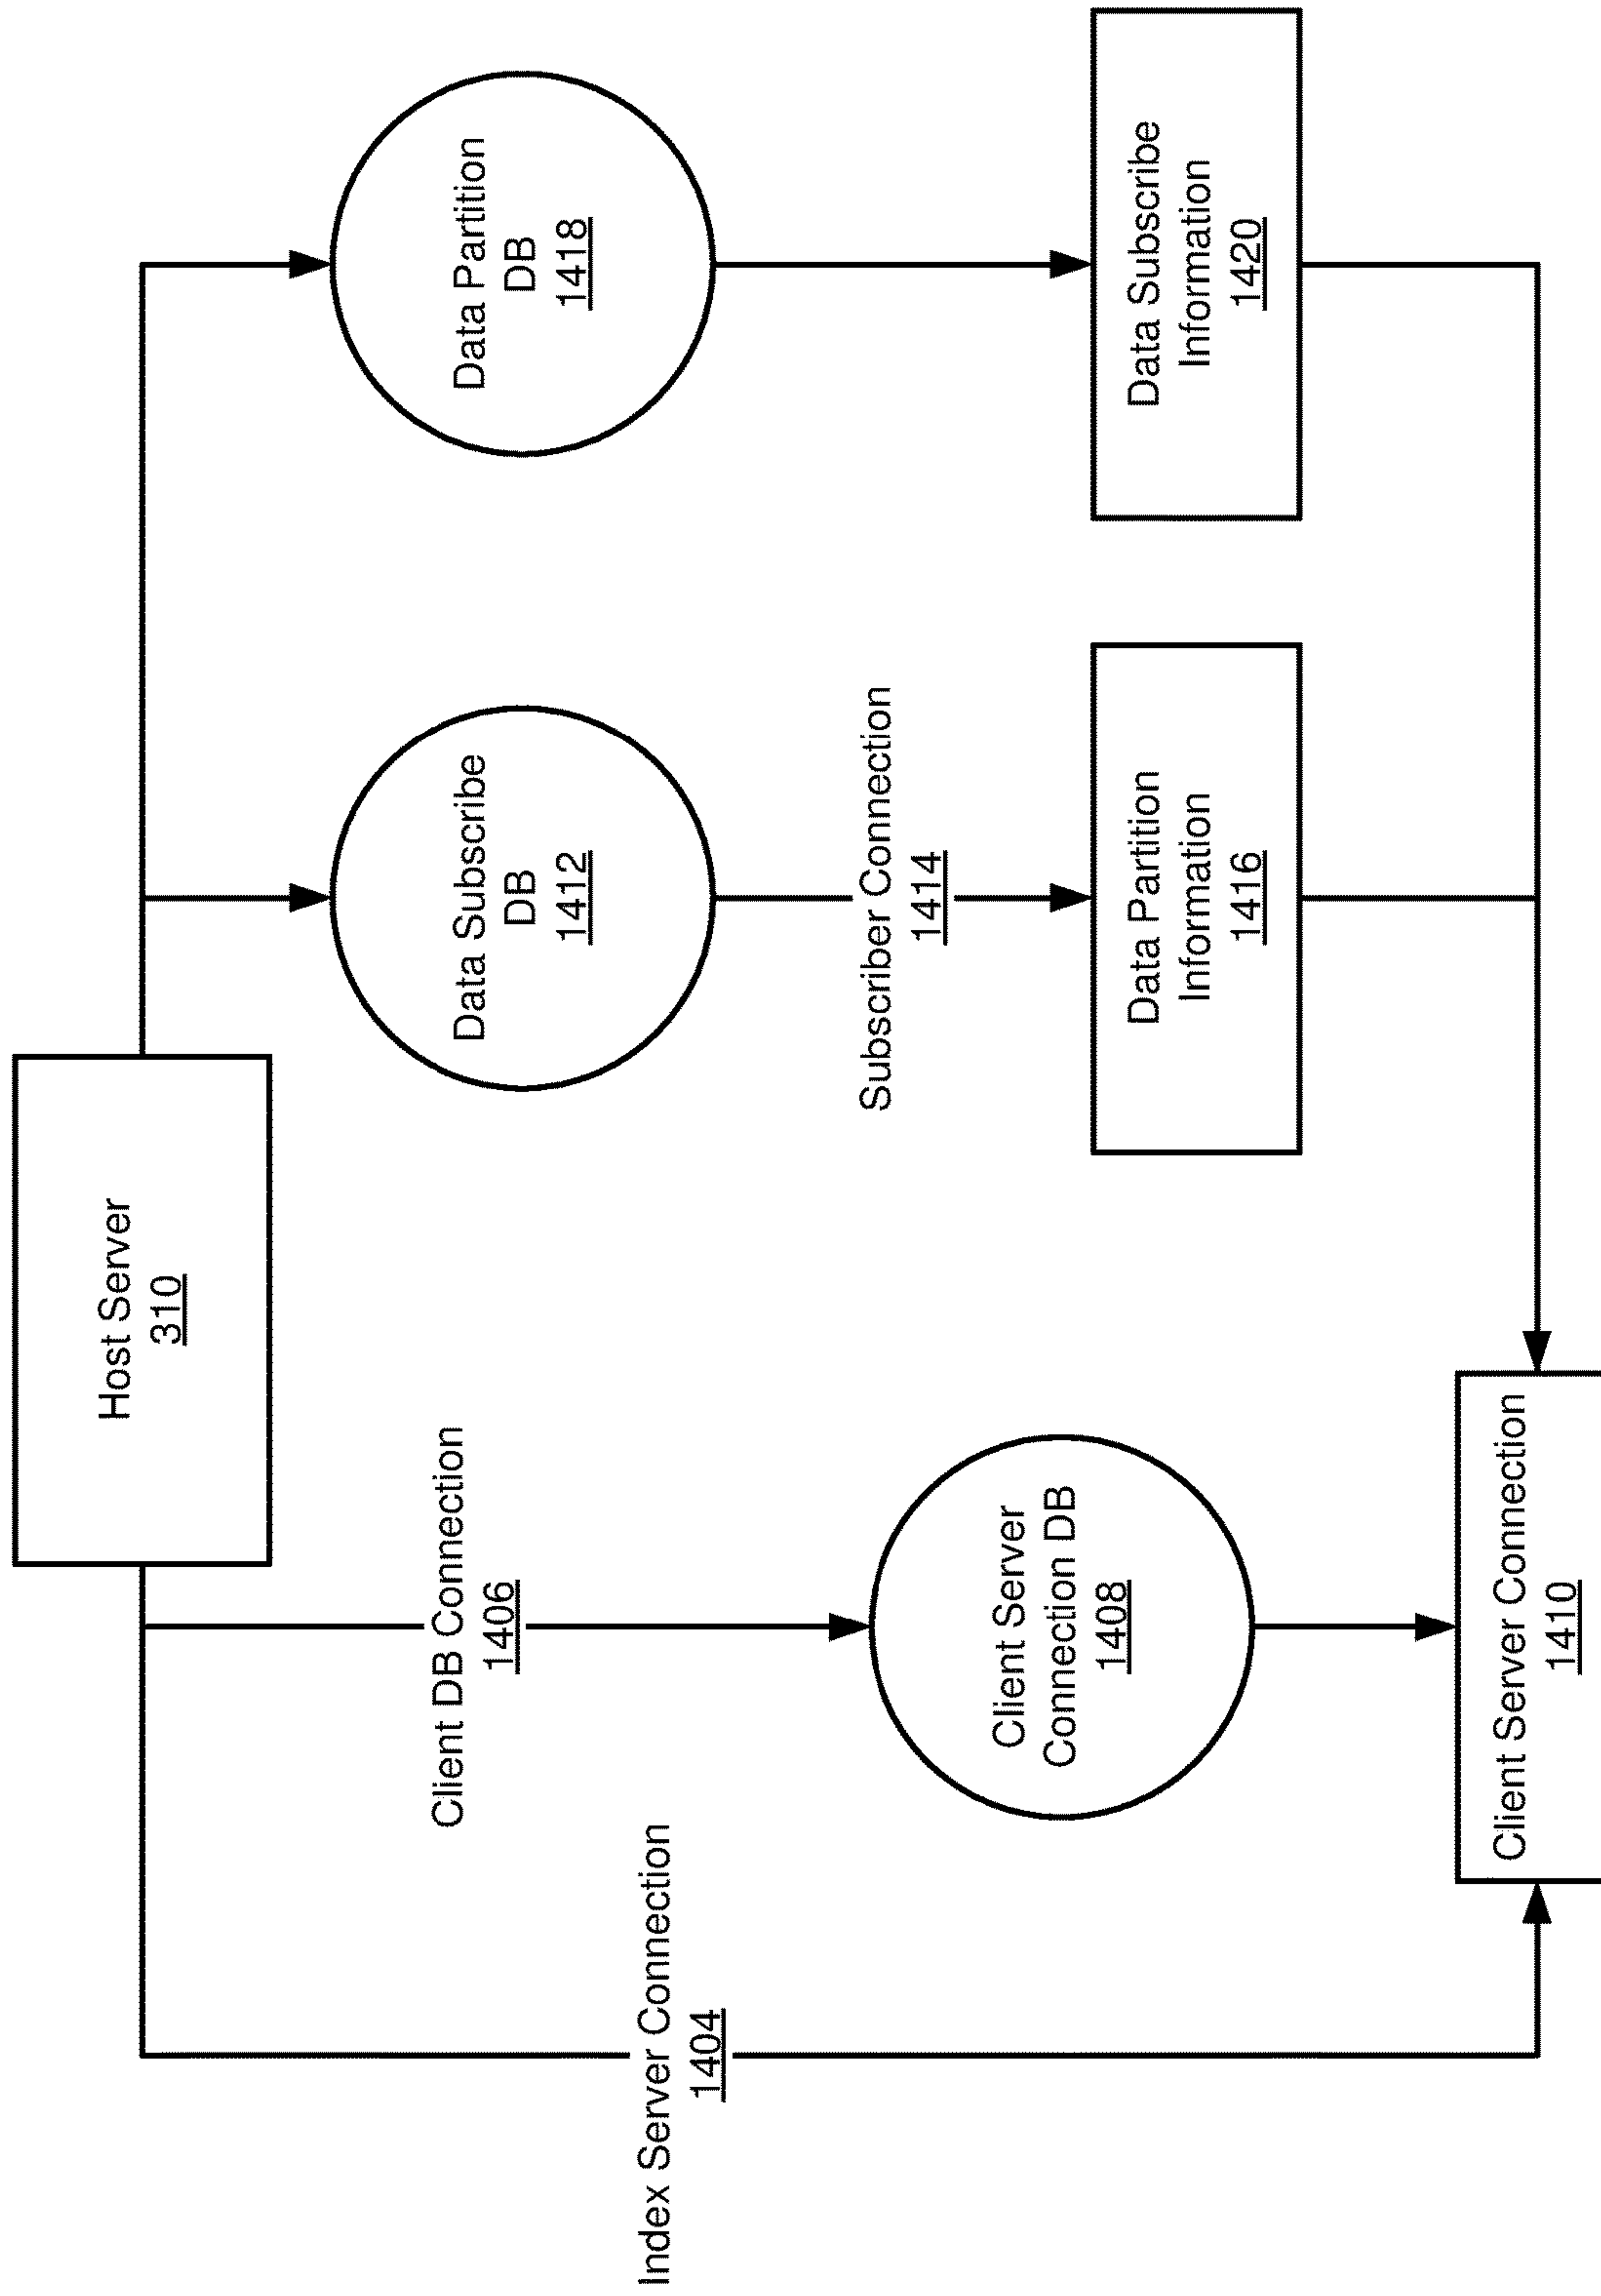 Host Server
310
Index Server Connection
1404
Client DB Connection
1406
Client Server
Connection DB
1408
Client Server Connection
1410
Data Subscribe
DB
1412
Subscriber Connection
1414
Data Partition
Information
1416
Data Partition
DB
1418
Data Subscribe
Information
1420